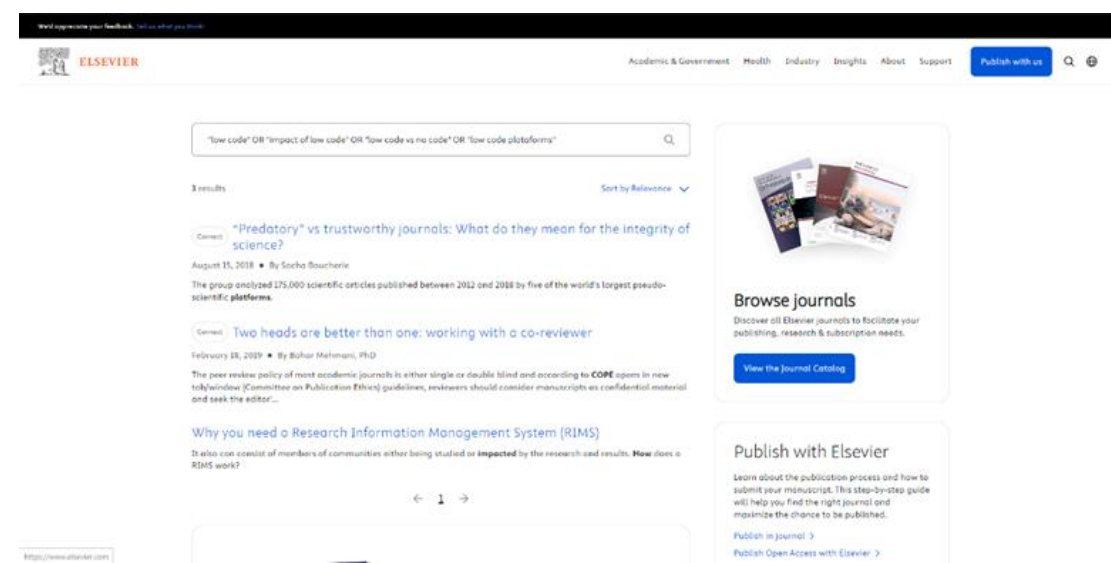 We'd appreciate your feedback. Tell us what you think!
ELSEVIER
Academic & Government Health Industry Insights About Support Publish with us
"low code" OR "impact of low code" OR "low code vs no code" OR "low code plataforms"
3 results
Sort by Relevance
Connect "Predatory" vs trustworthy journals: What do they mean for the integrity of
science?
August 15, 2018 • By Sacha Boucherie
The group analyzed 175,000 scientific articles published between 2012 and 2018 by five of the world's largest pseudo-
scientific platforms.
Connect Two heads are better than one: working with a co-reviewer
February 18, 2019 • By Bahar Mehmani, PhD
The peer review policy of most academic journals is either single or double blind and according to COPE opens in new
tab/window (Committee on Publication Ethics) guidelines, reviewers should consider manuscripts as confidential material
and seek the editor'...
Why you need a Research Information Management System (RIMS)
It also can consist of members of communities either being studied or impacted by the research and results. How does a
RIMS work?
← 1 →
Browse journals
Discover all Elsevier journals to facilitate your
publishing, research & subscription needs.
View the Journal Catalog
Publish with Elsevier
Learn about the publication process and how to
submit your manuscript. This step-by-step guide
will help you find the right journal and
maximize the chance to be published.
Publish in journal >
Publish Open Access with Elsevier >
https://www.elsevier.com